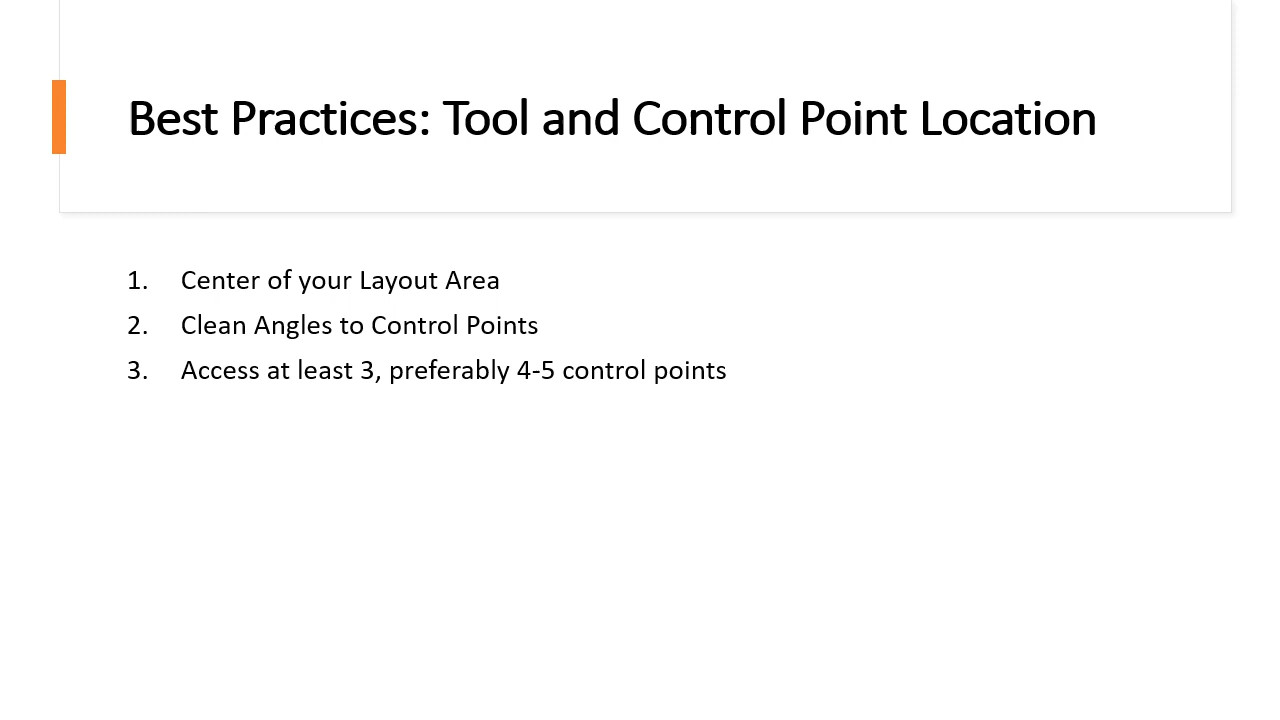 Best Practices: Tool and Control Point Location
1. Center of your Layout Area
2. Clean Angles to Control Points
3. Access at least 3, preferably 4-5 control points